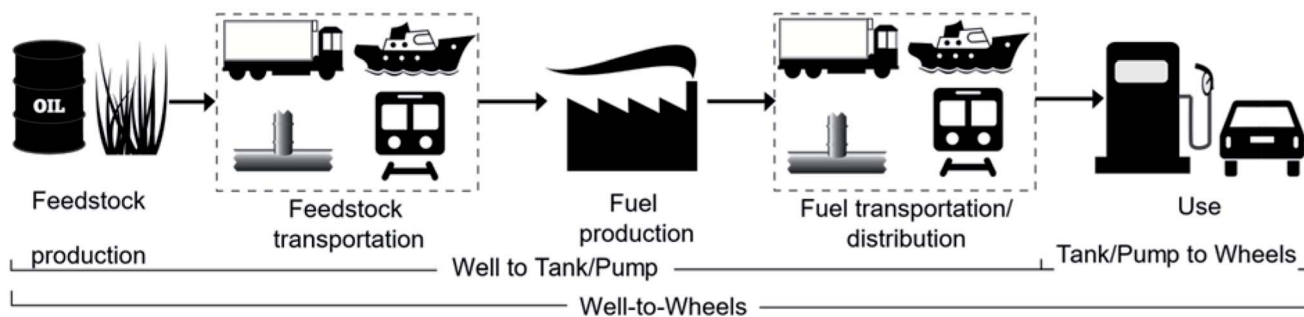 OIL
Feedstock
production
Feedstock
transportation
Fuel
production
Fuel transportation/
distribution
Use
Well to Tank/Pump
Tank/Pump to Wheels
Well-to-Wheels